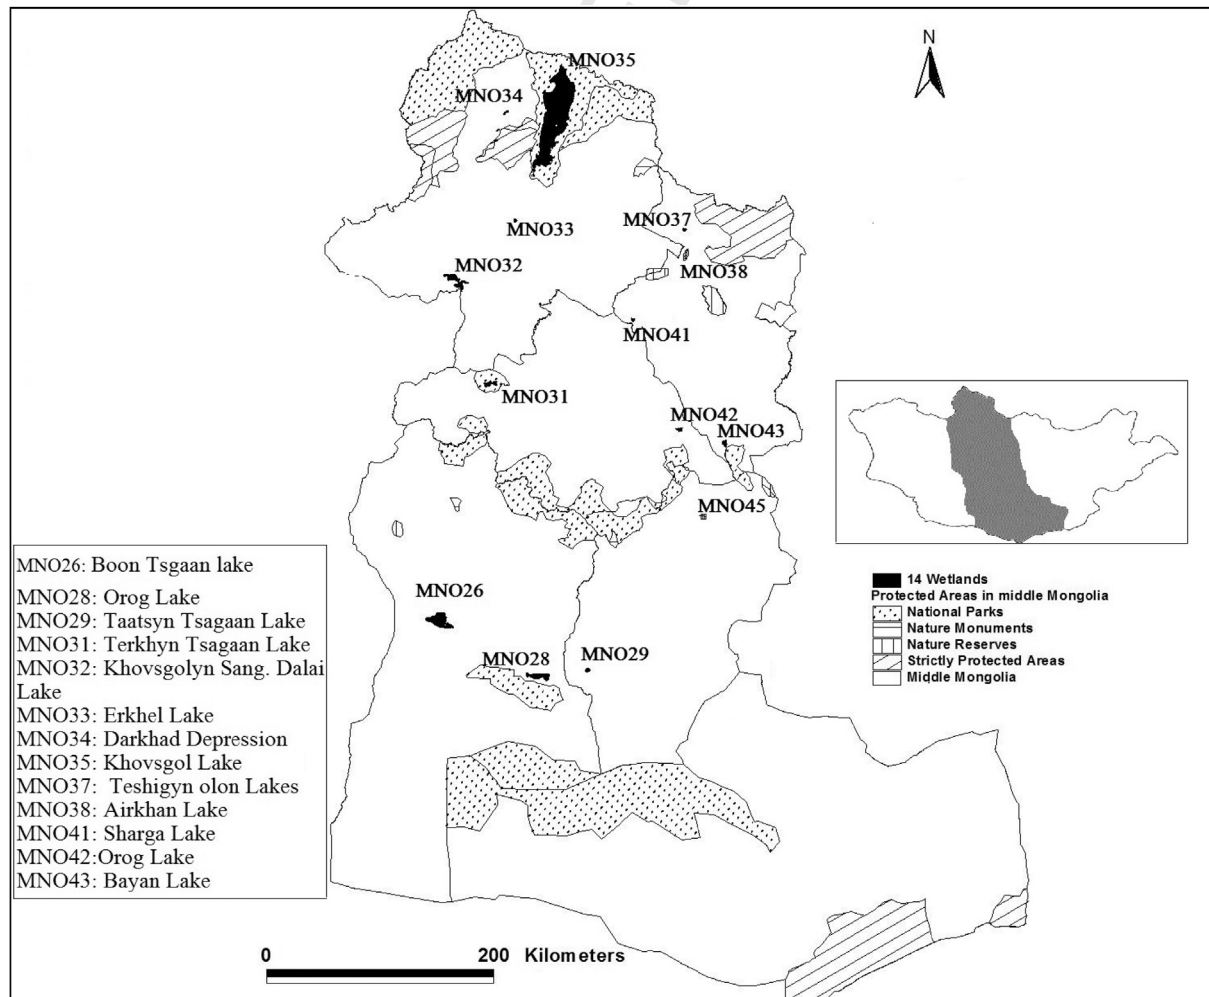 N
MNO35
MNO34
MNO37
MNO33
MNO32
MNO38
MNO41
MNO31
MNO42
MNO43
MNO45
MNO26
MNO28
MNO29
MNO26: Boon Tsgaan lake
MNO28: Orog Lake
MNO29: Taatsyn Tsagaan Lake
MNO31: Terkhyn Tsagaan Lake
MNO32: Khovsgolyn Sang. Dalai
Lake
MNO33: Erkhel Lake
MNO34: Darkhad Depression
MNO35: Khovsgol Lake
MNO37: Teshigyn olon Lakes
MNO38: Airkhan Lake
MNO41: Sharga Lake
MNO42:Orog Lake
MNO43: Bayan Lake
14 Wetlands
Protected Areas in middle Mongolia
National Parks
Nature Monuments
Nature Reserves
Strictly Protected Areas
Middle Mongolia
0 200 Kilometers